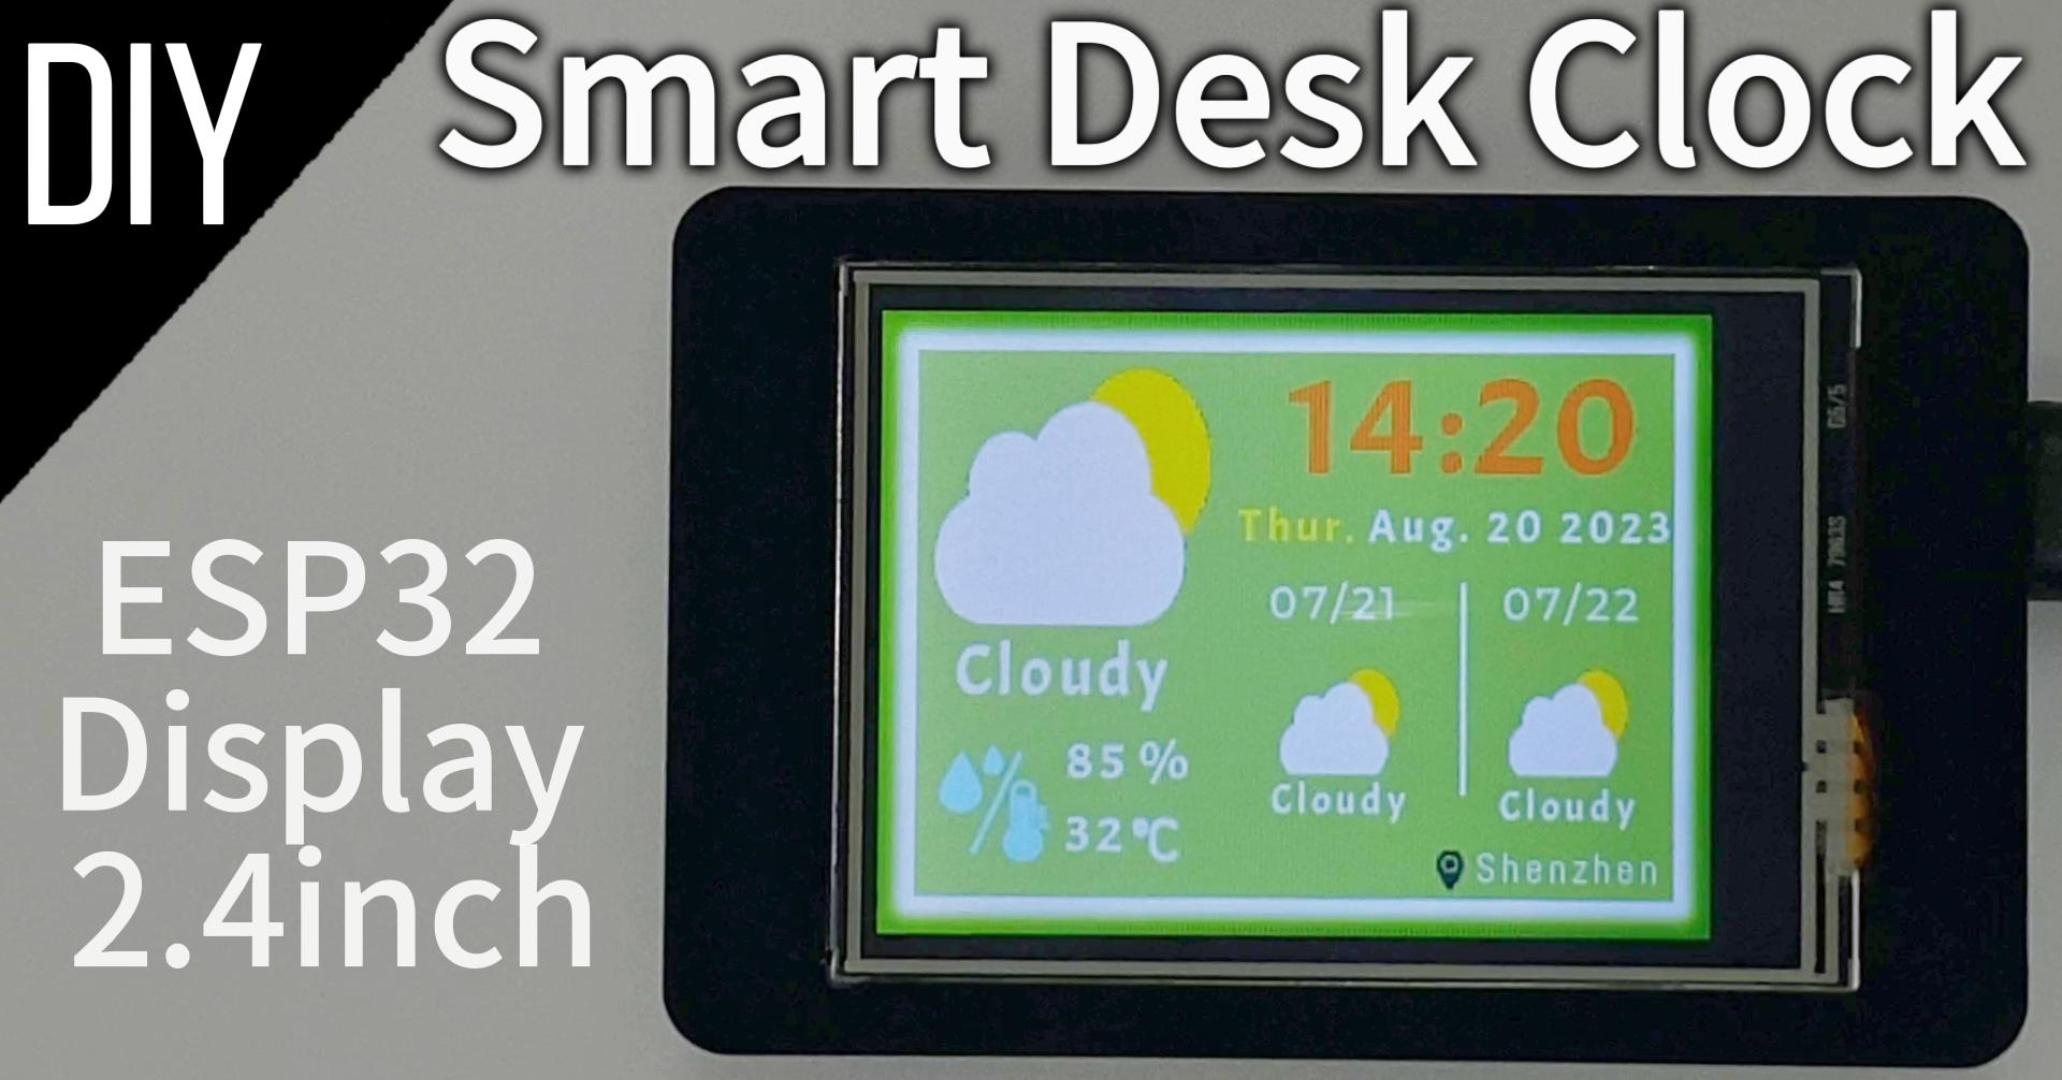 DIY
Smart Desk Clock
ESP32
Display
2.4inch
14:20
Thur. Aug. 20 2023
07/21
07/22
Cloudy
85 %
32°C
Cloudy
Cloudy
Shenzhen